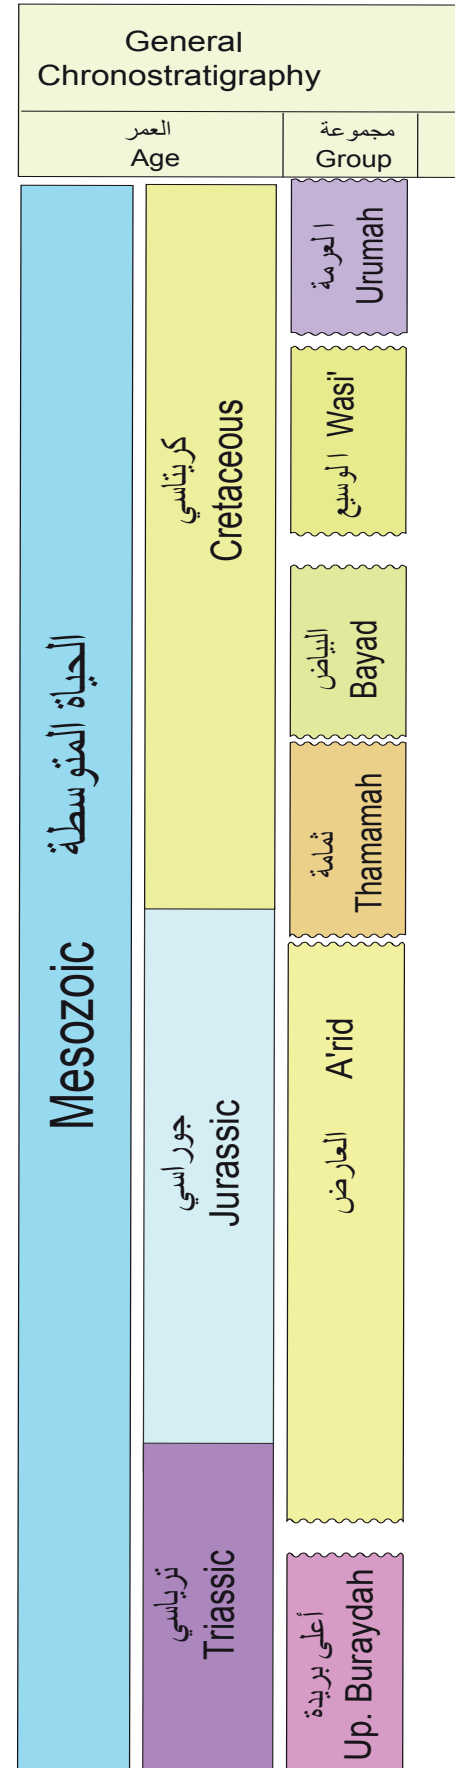 General
Chronostratigraphy
العمر
Age
مجموعة
Group
الحياة المتوسطة
Mesozoic
كريتاسي
Cretaceous
جوراسي
Jurassic
ترياسي
Triassic
العرمة
Urumah
الوسيع Wasi'
البياض
Bayad
ثمامة
Thamamah
العارض A'rid
أعلى بريدة
Up. Buraydah